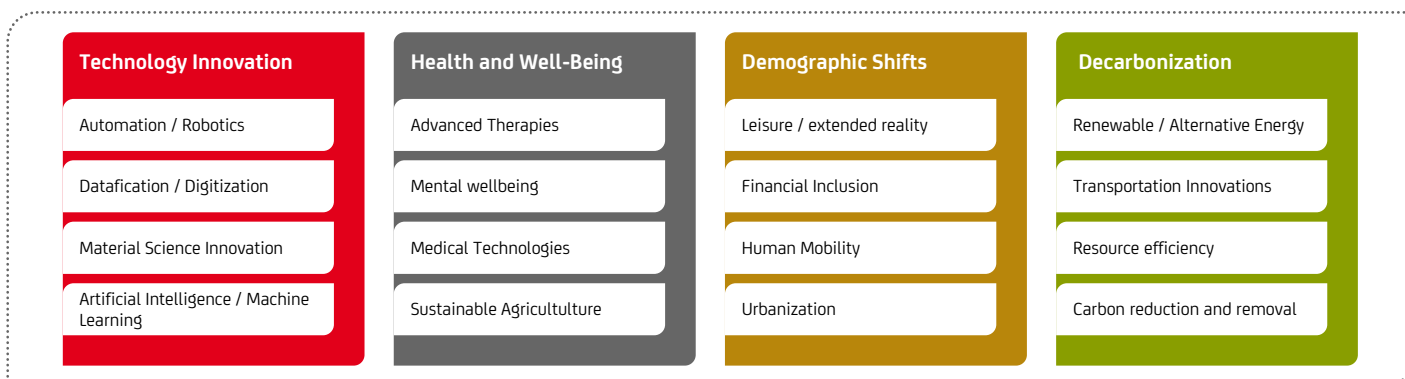 Technology Innovation
Automation / Robotics
Datafication / Digitization
Material Science Innovation
Artificial Intelligence / Machine
Learning
Health and Well-Being
Advanced Therapies
Mental wellbeing
Medical Technologies
Sustainable Agricultulture
Demographic Shifts
Leisure / extended reality
Financial Inclusion
Human Mobility
Urbanization
Decarbonization
Renewable / Alternative Energy
Transportation Innovations
Resource efficiency
Carbon reduction and removal